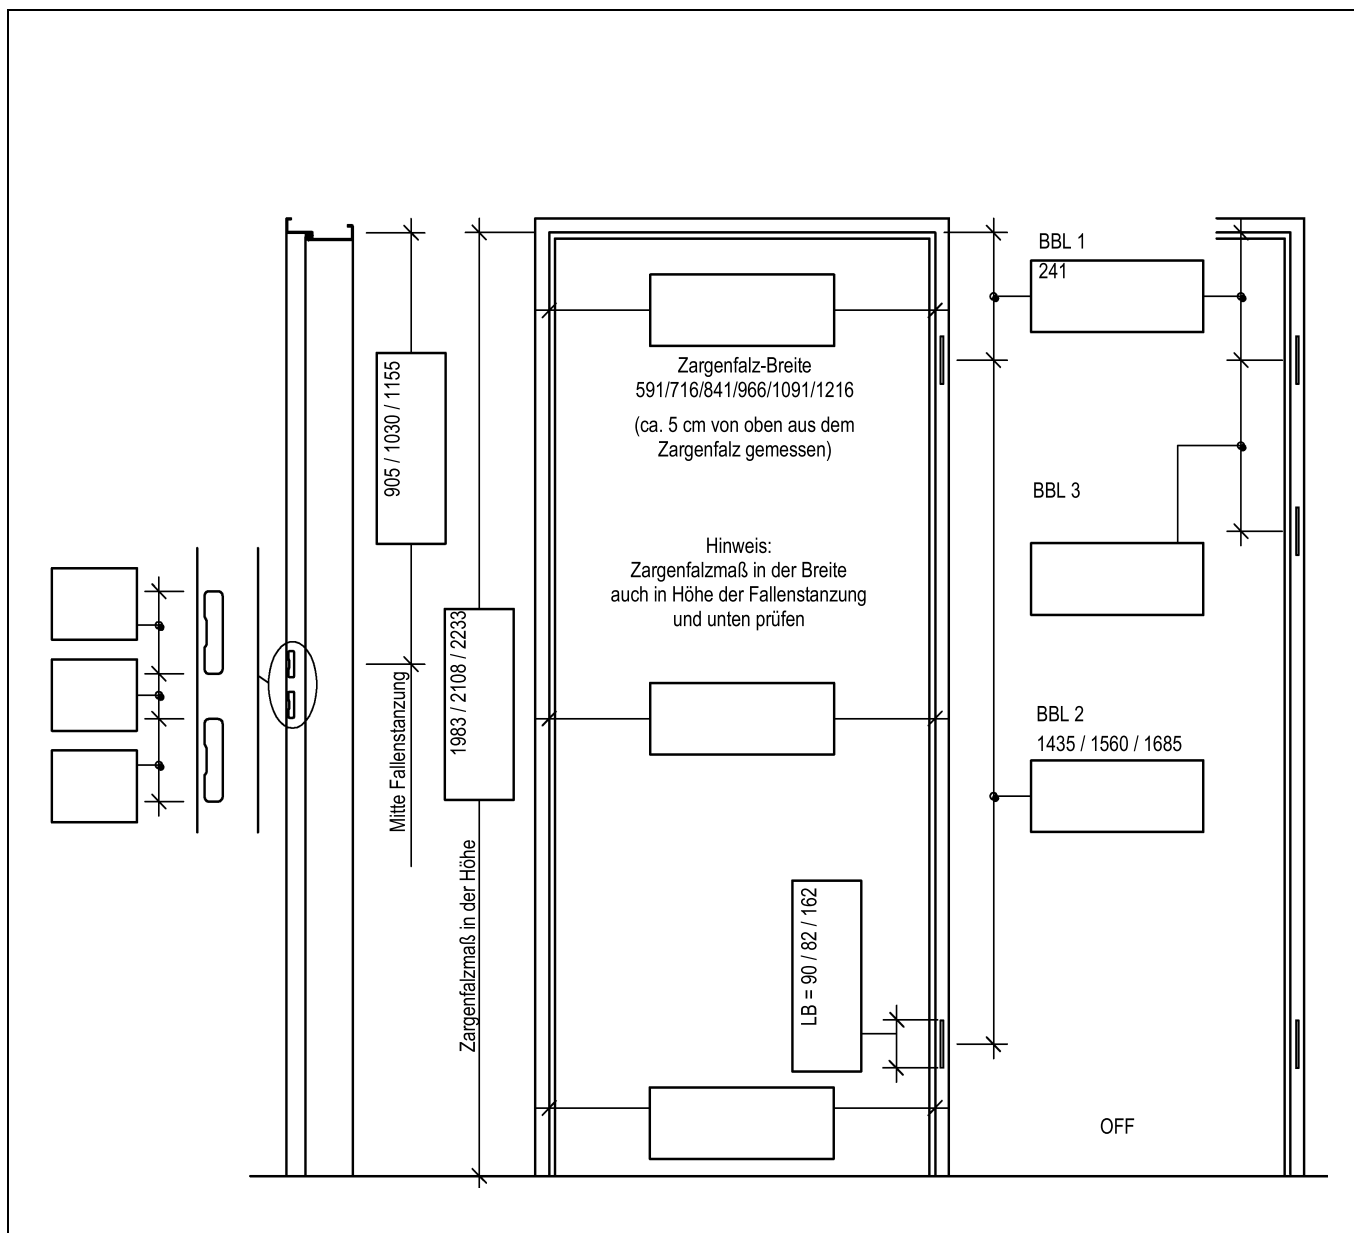 BBL 1
241
905 / 1030 / 1155
Zargenfalz-Breite
591/716/841/966/1091/1216
(ca. 5 cm von oben aus dem
Zargenfalz gemessen)
BBL 3
Hinweis:
Zargenfalzmaß in der Breite
auch in Höhe der Fallenstanzung
und unten prüfen
1983 / 2108 / 2233
Mitte Fallenstanzung
BBL 2
1435 / 1560 / 1685
Zargenfalzmaß in der Höhe
LB = 90 / 82 / 162
OFF